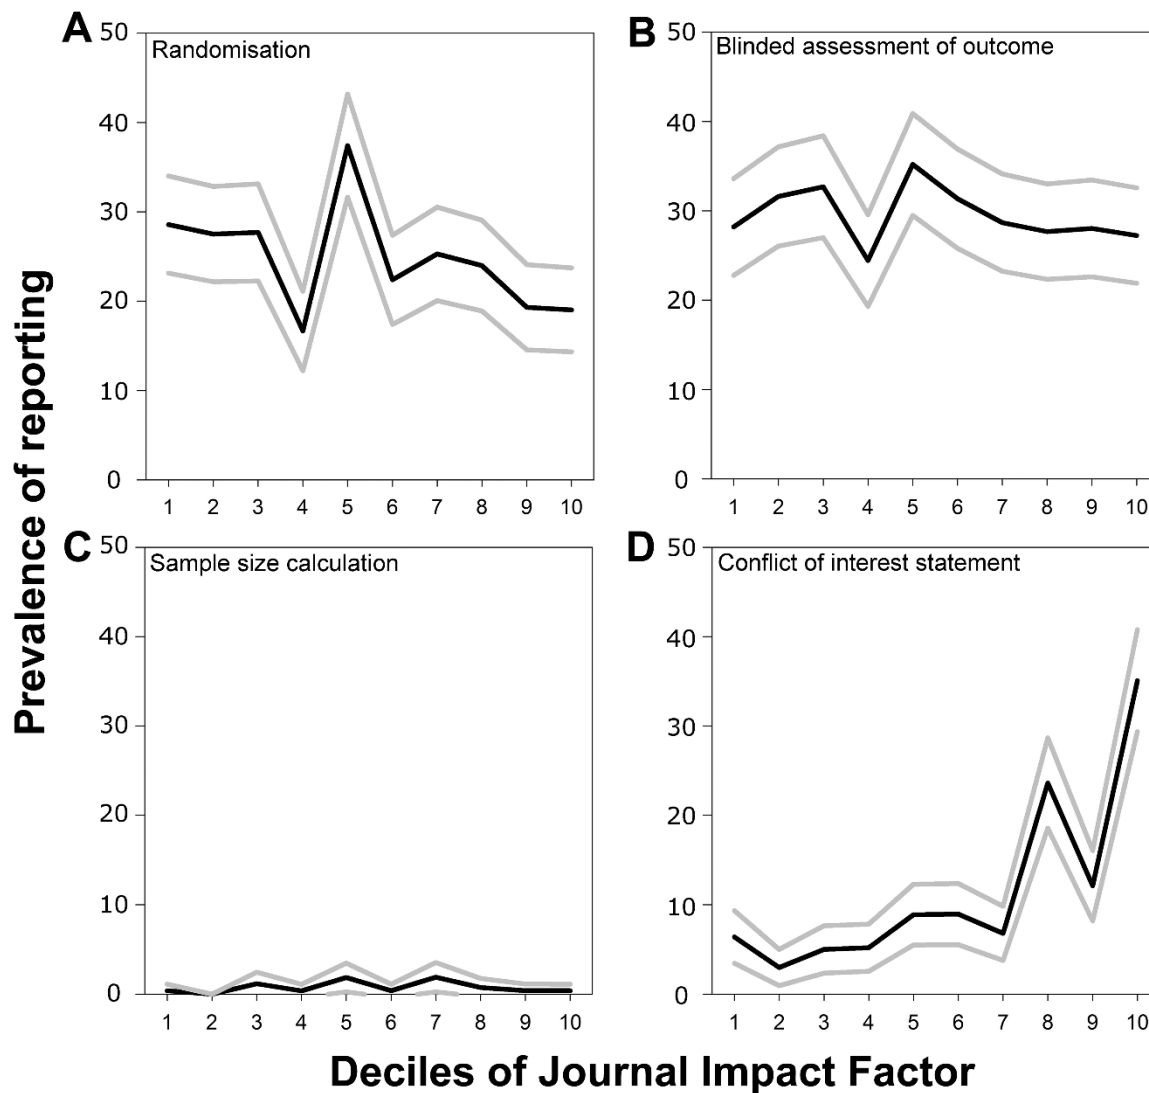 Prevalence of reporting
A
Randomisation
50
40
30
20
10
0
1 2 3 4 5 6 7 8 9 10
B
Blinded assessment of outcome
50
40
30
20
10
0
1 2 3 4 5 6 7 8 9 10
C
Sample size calculation
50
40
30
20
10
0
1 2 3 4 5 6 7 8 9 10
D
Conflict of interest statement
50
40
30
20
10
0
1 2 3 4 5 6 7 8 9 10
Deciles of Journal Impact Factor